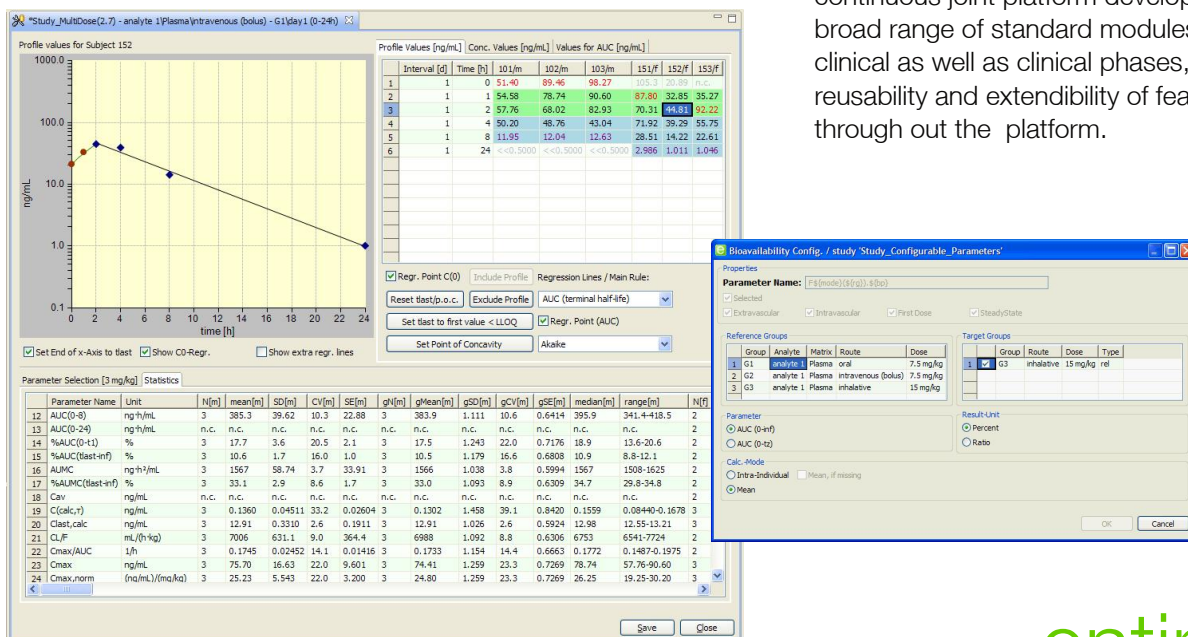 continuous joint platform develop
broad range of standard modules
clinical as well as clinical phases,
reusability and extendibility of fea
through out the platform.
*Study_MultiDose(2.7) - analyte 1\Plasma\intravenous (bolus) - G1\day1 (0-24h)
Profile values for Subject 152
1000.0
100.0
10.0
1.0
0.1
ng/mL
0 2 4 6 8 10 12 14 16 18 20 22 24
time [h]
Set End of x-Axis to tlast Show C0-Regr. Show extra regr. lines
Profile Values [ng/mL] Conc. Values [ng/mL] Values for AUC [ng/mL]
Interval [d] Time [h] 101/m 102/m 103/m 151/f 152/f 153/f
1 1 0 51.40 89.46 98.27 105.3 20.89 n.c.
2 1 1 54.58 78.74 90.60 87.80 32.85 35.27
3 1 2 57.76 68.02 82.93 70.31 44.81 92.22
4 1 4 50.20 48.76 43.04 71.92 39.29 55.75
5 1 8 11.95 12.04 12.63 28.51 14.22 22.61
6 1 24 <<0.5000 <<0.5000 <<0.5000 2.986 1.011 1.046
Regr. Point C(0) Include Profile Regression Lines / Main Rule:
Reset tlast/p.o.c. Exclude Profile AUC (terminal half-life)
Set tlast to first value < LLOQ Regr. Point (AUC)
Set Point of Concavity Akaike
Parameter Selection [3 mg/kg] Statistics
Parameter Name Unit N[m] mean[m] SD[m] CV[m] SE[m] gN[m] gMean[m] gSD[m] gCV[m] gSE[m] median[m] range[m] N[f]
12 AUC(0-8) ng·h/mL 3 385.3 39.62 10.3 22.88 3 383.9 1.111 10.6 0.6414 395.9 341.4-418.5 2
13 AUC(0-24) ng·h/mL n.c. n.c. n.c. n.c. n.c. n.c. n.c. n.c. n.c. n.c. n.c. n.c. 2
14 %AUC(0-t1) % 3 17.7 3.6 20.5 2.1 3 17.5 1.243 22.0 0.7176 18.9 13.6-20.6 2
15 %AUC(tlast-inf) % 3 10.6 1.7 16.0 1.0 3 10.5 1.179 16.6 0.6808 10.9 8.8-12.1 2
16 AUMC ng·h²/mL 3 1567 58.74 3.7 33.91 3 1566 1.038 3.8 0.5994 1567 1508-1625 2
17 %AUMC(tlast-inf) % 3 33.1 2.9 8.6 1.7 3 33.0 1.093 8.9 0.6309 34.7 29.8-34.8 2
18 Cav ng/mL n.c. n.c. n.c. n.c. n.c. n.c. n.c. n.c. n.c. n.c. n.c. n.c. 2
19 C(calc,τ) ng/mL 3 0.1360 0.04511 33.2 0.02604 3 0.1302 1.458 39.1 0.8420 0.1559 0.08440-0.1678 3
20 Clast,calc ng/mL 3 12.91 0.3310 2.6 0.1911 3 12.91 1.026 2.6 0.5924 12.98 12.55-13.21 3
21 CL/F mL/(h·kg) 3 7006 631.1 9.0 364.4 3 6988 1.092 8.8 0.6306 6753 6541-7724 2
22 Cmax/AUC 1/h 3 0.1745 0.02452 14.1 0.01416 3 0.1733 1.154 14.4 0.6663 0.1772 0.1487-0.1975 2
23 Cmax ng/mL 3 75.70 16.63 22.0 9.601 3 74.41 1.259 23.3 0.7269 78.74 57.76-90.60 3
24 Cmax,norm (ng/mL)/(mg/kg) 3 25.23 5.543 22.0 3.200 3 24.80 1.259 23.3 0.7269 26.25 19.25-30.20 3
Save Close
Bioavailability Config. / study 'Study_Configurable_Parameters'
Properties
Parameter Name: F${mode}(${rg}).${bp}
Selected
Extravascular Intravascular First Dose SteadyState
Reference Groups
Group Analyte Matrix Route Dose
1 G1 analyte 1 Plasma oral 7.5 mg/kg
2 G2 analyte 1 Plasma intravenous (bolus) 7.5 mg/kg
3 G3 analyte 1 Plasma inhalative 15 mg/kg
Target Groups
Group Route Dose Type
1 G3 inhalative 15 mg/kg rel
Parameter
AUC (0-inf)
AUC (0-tz)
Result-Unit
Percent
Ratio
Calc.-Mode
Intra-Individual Mean, if missing
Mean
OK Cancel